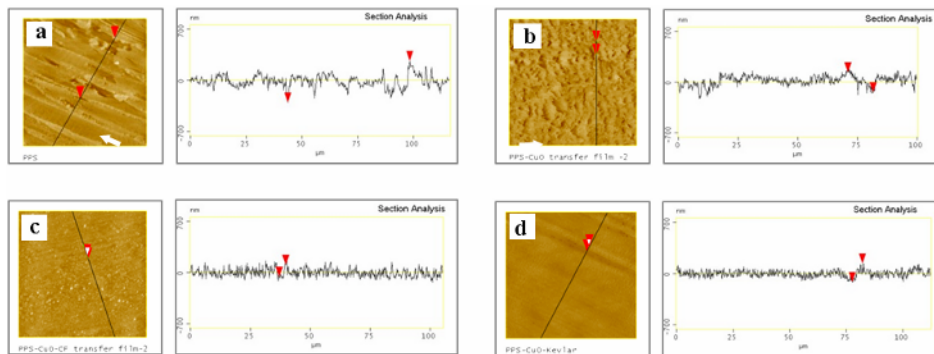 a
PPS
Section Analysis
nm
700
0
-700
0 25 50 75 100
µm
b
PPS-CuO transfer film -2
Section Analysis
nm
700
0
-700
0 25 50 75 100
µm
c
PPS-CuO-CF transfer film-2
Section Analysis
nm
700
0
-700
0 25 50 75 100
µm
d
PPS-CuO-Kevlar
Section Analysis
nm
700
0
-700
0 25 50 75 100
µm